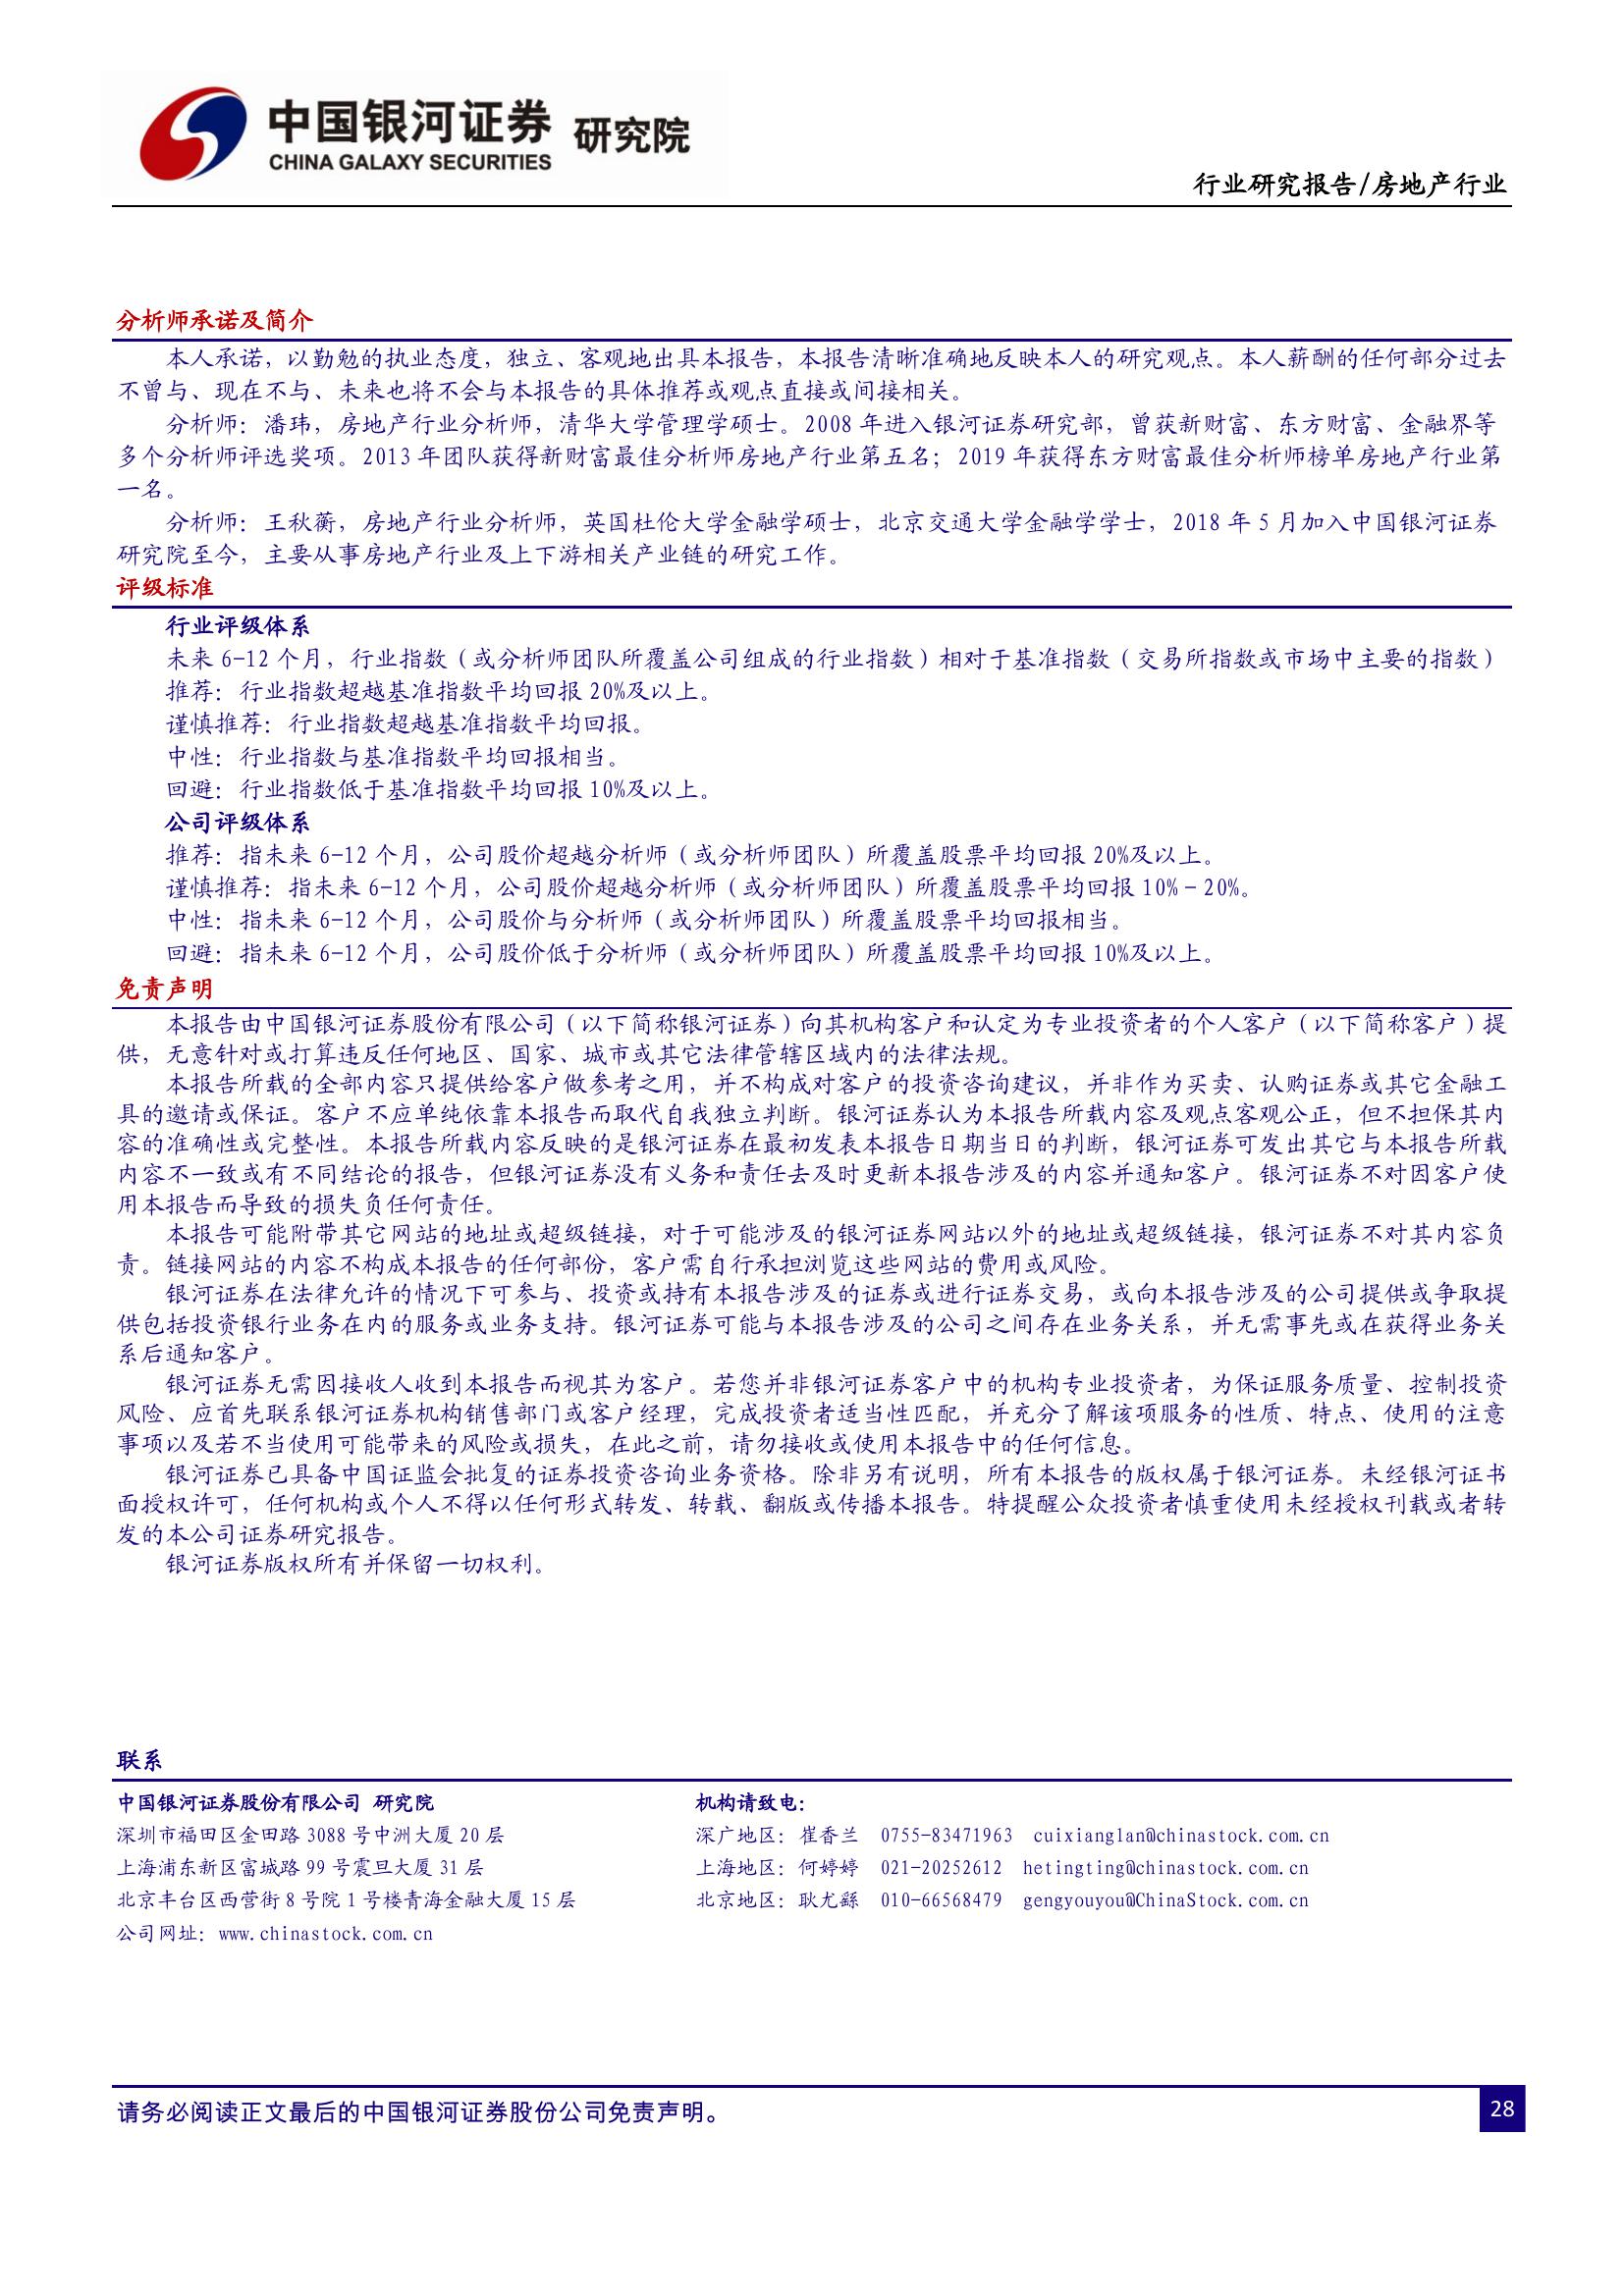 中国银河证券 研究院
CHINA GALAXY SECURITIES
行业研究报告/房地产行业
分析师承诺及简介
本人承诺，以勤勉的执业态度，独立、客观地出具本报告，本报告清晰准确地反映本人的研究观点。本人薪酬的任何部分过去
不曾与、现在不与、未来也将不会与本报告的具体推荐或观点直接或间接相关。
分析师：潘玮，房地产行业分析师，清华大学管理学硕士。2008 年进入银河证券研究部，曾获新财富、东方财富、金融界等
多个分析师评选奖项。2013 年团队获得新财富最佳分析师房地产行业第五名；2019 年获得东方财富最佳分析师榜单房地产行业第
一名。
分析师：王秋蘅，房地产行业分析师，英国杜伦大学金融学硕士，北京交通大学金融学学士，2018 年 5 月加入中国银河证券
研究院至今，主要从事房地产行业及上下游相关产业链的研究工作。
评级标准
行业评级体系
未来 6-12 个月，行业指数（或分析师团队所覆盖公司组成的行业指数）相对于基准指数（交易所指数或市场中主要的指数）
推荐：行业指数超越基准指数平均回报 20%及以上。
谨慎推荐：行业指数超越基准指数平均回报。
中性：行业指数与基准指数平均回报相当。
回避：行业指数低于基准指数平均回报 10%及以上。
公司评级体系
推荐：指未来 6-12 个月，公司股价超越分析师（或分析师团队）所覆盖股票平均回报 20%及以上。
谨慎推荐：指未来 6-12 个月，公司股价超越分析师（或分析师团队）所覆盖股票平均回报 10%－20%。
中性：指未来 6-12 个月，公司股价与分析师（或分析师团队）所覆盖股票平均回报相当。
回避：指未来 6-12 个月，公司股价低于分析师（或分析师团队）所覆盖股票平均回报 10%及以上。
免责声明
本报告由中国银河证券股份有限公司（以下简称银河证券）向其机构客户和认定为专业投资者的个人客户（以下简称客户）提
供，无意针对或打算违反任何地区、国家、城市或其它法律管辖区域内的法律法规。
本报告所载的全部内容只提供给客户做参考之用，并不构成对客户的投资咨询建议，并非作为买卖、认购证券或其它金融工
具的邀请或保证。客户不应单纯依靠本报告而取代自我独立判断。银河证券认为本报告所载内容及观点客观公正，但不担保其内
容的准确性或完整性。本报告所载内容反映的是银河证券在最初发表本报告日期当日的判断，银河证券可发出其它与本报告所载
内容不一致或有不同结论的报告，但银河证券没有义务和责任去及时更新本报告涉及的内容并通知客户。银河证券不对因客户使
用本报告而导致的损失负任何责任。
本报告可能附带其它网站的地址或超级链接，对于可能涉及的银河证券网站以外的地址或超级链接，银河证券不对其内容负
责。链接网站的内容不构成本报告的任何部份，客户需自行承担浏览这些网站的费用或风险。
银河证券在法律允许的情况下可参与、投资或持有本报告涉及的证券或进行证券交易，或向本报告涉及的公司提供或争取提
供包括投资银行业务在内的服务或业务支持。银河证券可能与本报告涉及的公司之间存在业务关系，并无需事先或在获得业务关
系后通知客户。
银河证券无需因接收人收到本报告而视其为客户。若您并非银河证券客户中的机构专业投资者，为保证服务质量、控制投资
风险、应首先联系银河证券机构销售部门或客户经理，完成投资者适当性匹配，并充分了解该项服务的性质、特点、使用的注意
事项以及若不当使用可能带来的风险或损失，在此之前，请勿接收或使用本报告中的任何信息。
银河证券已具备中国证监会批复的证券投资咨询业务资格。除非另有说明，所有本报告的版权属于银河证券。未经银河证书
面授权许可，任何机构或个人不得以任何形式转发、转载、翻版或传播本报告。特提醒公众投资者慎重使用未经授权刊载或者转
发的本公司证券研究报告。
银河证券版权所有并保留一切权利。
联系
中国银河证券股份有限公司 研究院
深圳市福田区金田路 3088 号中洲大厦 20 层
上海浦东新区富城路 99 号震旦大厦 31 层
北京丰台区西营街 8 号院 1 号楼青海金融大厦 15 层
公司网址：www.chinastock.com.cn
机构请致电：
深广地区：崔香兰 0755-83471963 cuixianglan@chinastock.com.cn
上海地区：何婷婷 021-20252612 hetingting@chinastock.com.cn
北京地区：耿尤繇 010-66568479 gengyouyou@ChinaStock.com.cn
请务必阅读正文最后的中国银河证券股份公司免责声明。
28